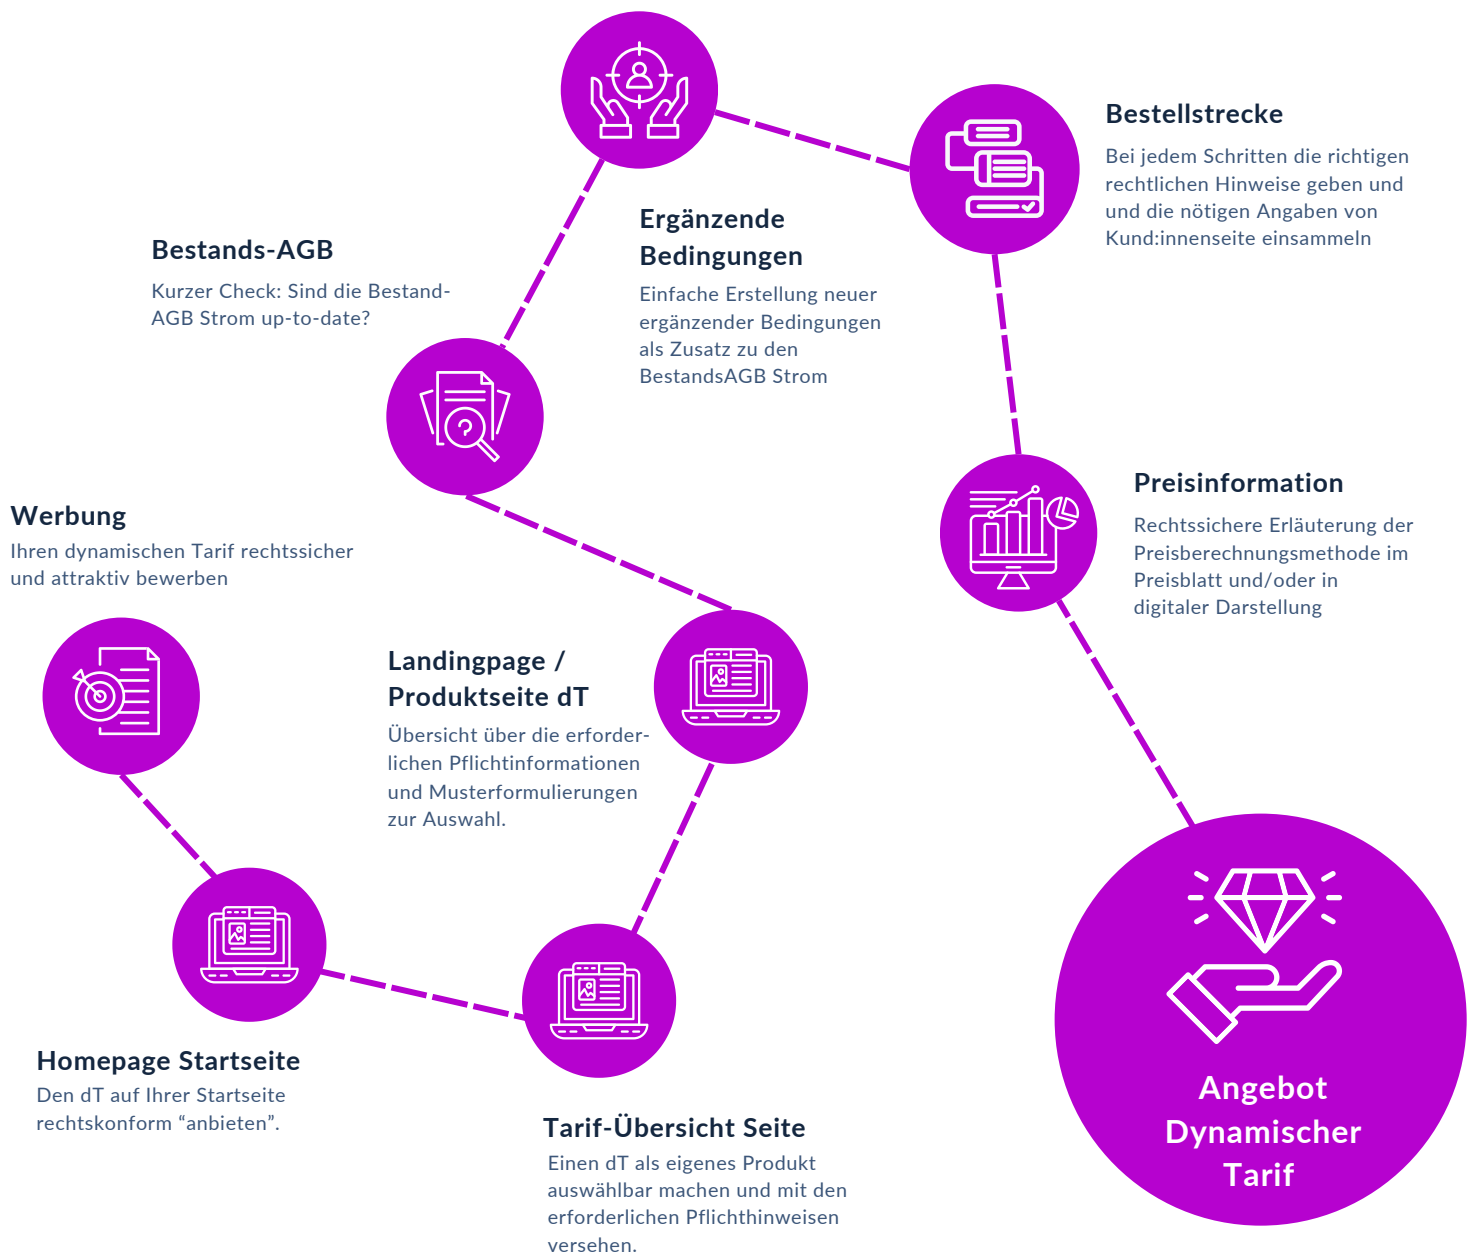 Werbung
Ihren dynamischen Tarif rechtssicher
und attraktiv bewerben
Homepage Startseite
Den dT auf Ihrer Startseite
rechtskonform “anbieten”.
Tarif-Übersicht Seite
Einen dT als eigenes Produkt
auswählbar machen und mit den
erforderlichen Pflichthinweisen
versehen.
Landingpage /
Produktseite dT
Übersicht über die erforder-
lichen Pflichtinformationen
und Musterformulierungen
zur Auswahl.
Bestands-AGB
Kurzer Check: Sind die Bestand-
AGB Strom up-to-date?
Ergänzende
Bedingungen
Einfache Erstellung neuer
ergänzender Bedingungen
als Zusatz zu den
BestandsAGB Strom
Bestellstrecke
Bei jedem Schritten die richtigen
rechtlichen Hinweise geben und
und die nötigen Angaben von
Kund:innenseite einsammeln
Preisinformation
Rechtssichere Erläuterung der
Preisberechnungsmethode im
Preisblatt und/oder in
digitaler Darstellung
Angebot
Dynamischer
Tarif